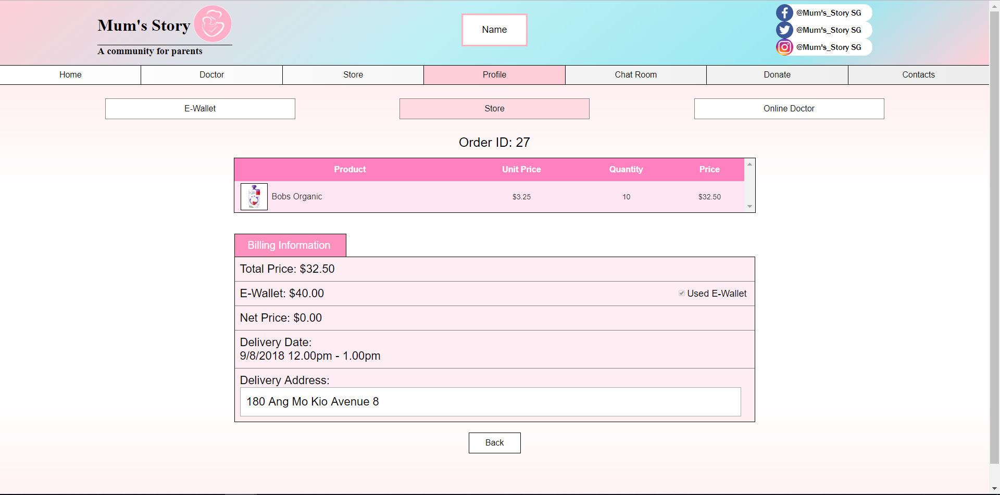 Mum's Story
A community for parents
Name
@Mum's_Story SG
@Mum's_Story SG
@Mum's_Story SG
Home Doctor Store Profile Chat Room Donate Contacts
E-Wallet Store Online Doctor
Order ID: 27
Product Unit Price Quantity Price
Bobs Organic $3.25 10 $32.50
Billing Information
Total Price: $32.50
E-Wallet: $40.00 Used E-Wallet
Net Price: $0.00
Delivery Date:
9/8/2018 12.00pm - 1.00pm
Delivery Address:
180 Ang Mo Kio Avenue 8
Back